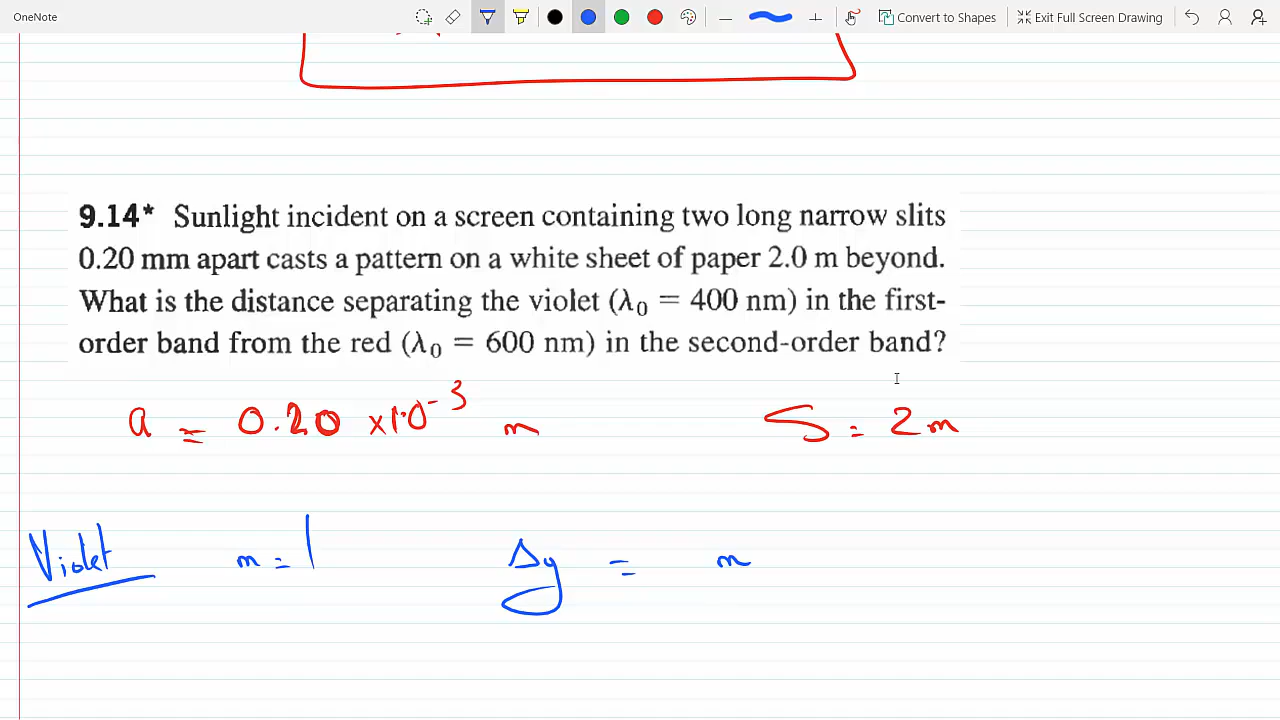 OneNote
Convert to Shapes
Exit Full Screen Drawing
9.14* Sunlight incident on a screen containing two long narrow slits
0.20 mm apart casts a pattern on a white sheet of paper 2.0 m beyond.
What is the distance separating the violet (λ₀ = 400 nm) in the first-
order band from the red (λ₀ = 600 nm) in the second-order band?
a = 0.20 ×10⁻³ m S = 2m
Violet m = 1 Δy = m